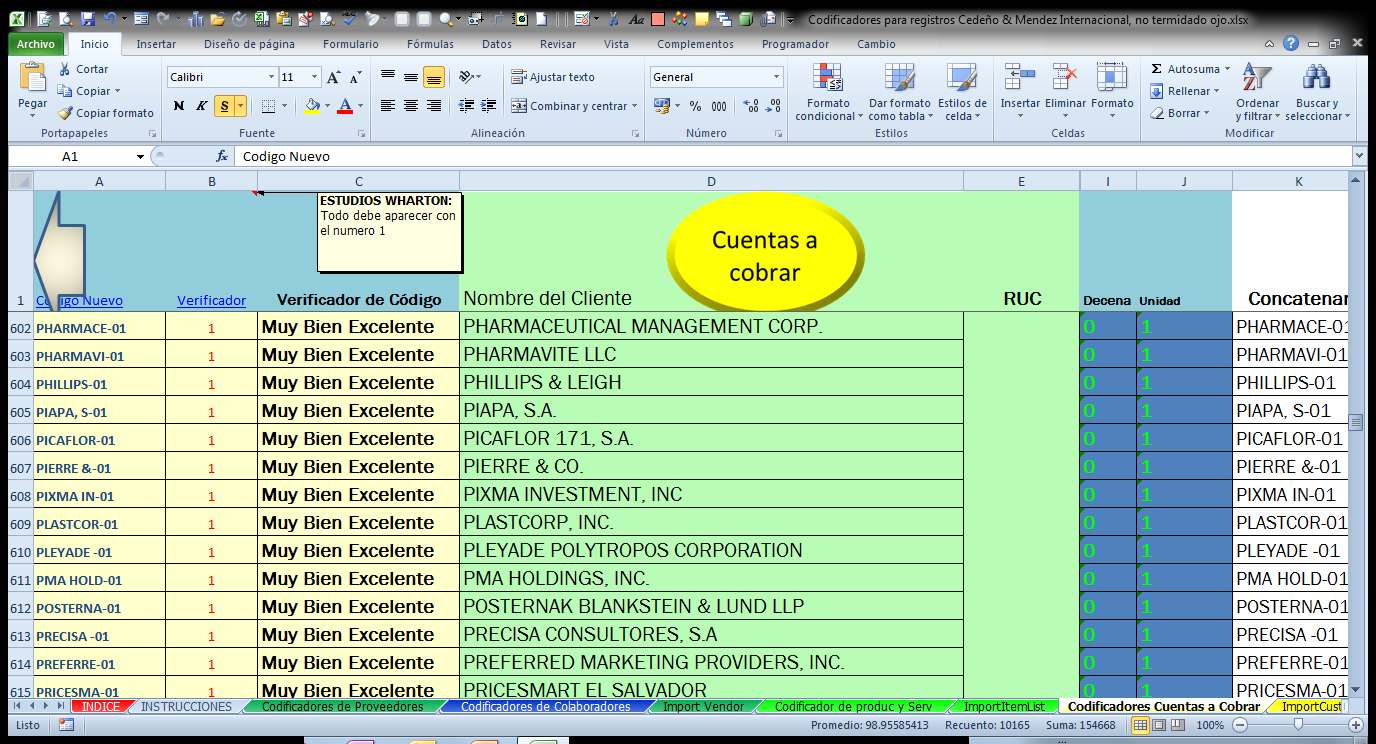 Codificadores para registros Cedeño & Mendez Internacional, no termidado ojo.xlsx
Archivo Inicio Insertar Diseño de página Formulario Fórmulas Datos Revisar Vista Complementos Programador Cambio
Pegar
Cortar
Copiar
Copiar formato
Portapapeles
Calibri 11
N K S
Fuente
Ajustar texto
Combinar y centrar
Alineación
General
% 000
Número
Formato condicional
Dar formato como tabla
Estilos de celda
Estilos
Insertar Eliminar Formato
Celdas
Autosuma
Rellenar
Borrar
Ordenar y filtrar
Buscar y seleccionar
Modificar
A1 fx Codigo Nuevo
A B C D E I J K
ESTUDIOS WHARTON:
Todo debe aparecer con
el numero 1
Cuentas a
cobrar
1 Codigo Nuevo Verificador Verificador de Código Nombre del Cliente RUC Decena Unidad Concatenar
602 PHARMACE-01 1 Muy Bien Excelente PHARMACEUTICAL MANAGEMENT CORP. 0 1 PHARMACE-01
603 PHARMAVI-01 1 Muy Bien Excelente PHARMAVITE LLC 0 1 PHARMAVI-01
604 PHILLIPS-01 1 Muy Bien Excelente PHILLIPS & LEIGH 0 1 PHILLIPS-01
605 PIAPA, S-01 1 Muy Bien Excelente PIAPA, S.A. 0 1 PIAPA, S-01
606 PICAFLOR-01 1 Muy Bien Excelente PICAFLOR 171, S.A. 0 1 PICAFLOR-01
607 PIERRE &-01 1 Muy Bien Excelente PIERRE & CO. 0 1 PIERRE &-01
608 PIXMA IN-01 1 Muy Bien Excelente PIXMA INVESTMENT, INC 0 1 PIXMA IN-01
609 PLASTCOR-01 1 Muy Bien Excelente PLASTCORP, INC. 0 1 PLASTCOR-01
610 PLEYADE -01 1 Muy Bien Excelente PLEYADE POLYTROPOS CORPORATION 0 1 PLEYADE -01
611 PMA HOLD-01 1 Muy Bien Excelente PMA HOLDINGS, INC. 0 1 PMA HOLD-01
612 POSTERNA-01 1 Muy Bien Excelente POSTERNAK BLANKSTEIN & LUND LLP 0 1 POSTERNA-01
613 PRECISA -01 1 Muy Bien Excelente PRECISA CONSULTORES, S.A 0 1 PRECISA -01
614 PREFERRE-01 1 Muy Bien Excelente PREFERRED MARKETING PROVIDERS, INC. 0 1 PREFERRE-01
615 PRICESMA-01 1 Muy Bien Excelente PRICESMART EL SALVADOR 0 1 PRICESMA-01
INDICE INSTRUCCIONES Codificadores de Proveedores Codificadores de Colaboradores Import Vendor Codificador de produc y Serv ImportItemList Codificadores Cuentas a Cobrar ImportCust
Listo Promedio: 98.95585413 Recuento: 10165 Suma: 154668 100%